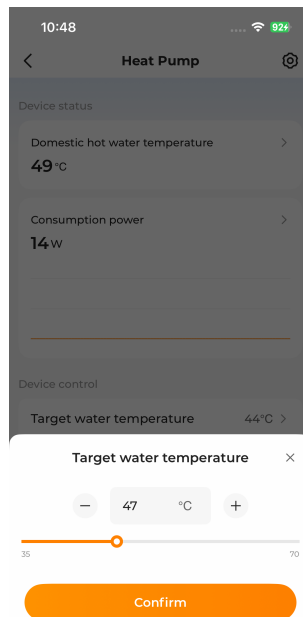 10:48
92
Heat Pump
Device status
Domestic hot water temperature
49 °C
Consumption power
14 W
Device control
Target water temperature 44°C
Target water temperature
47 °C
35 70
Confirm